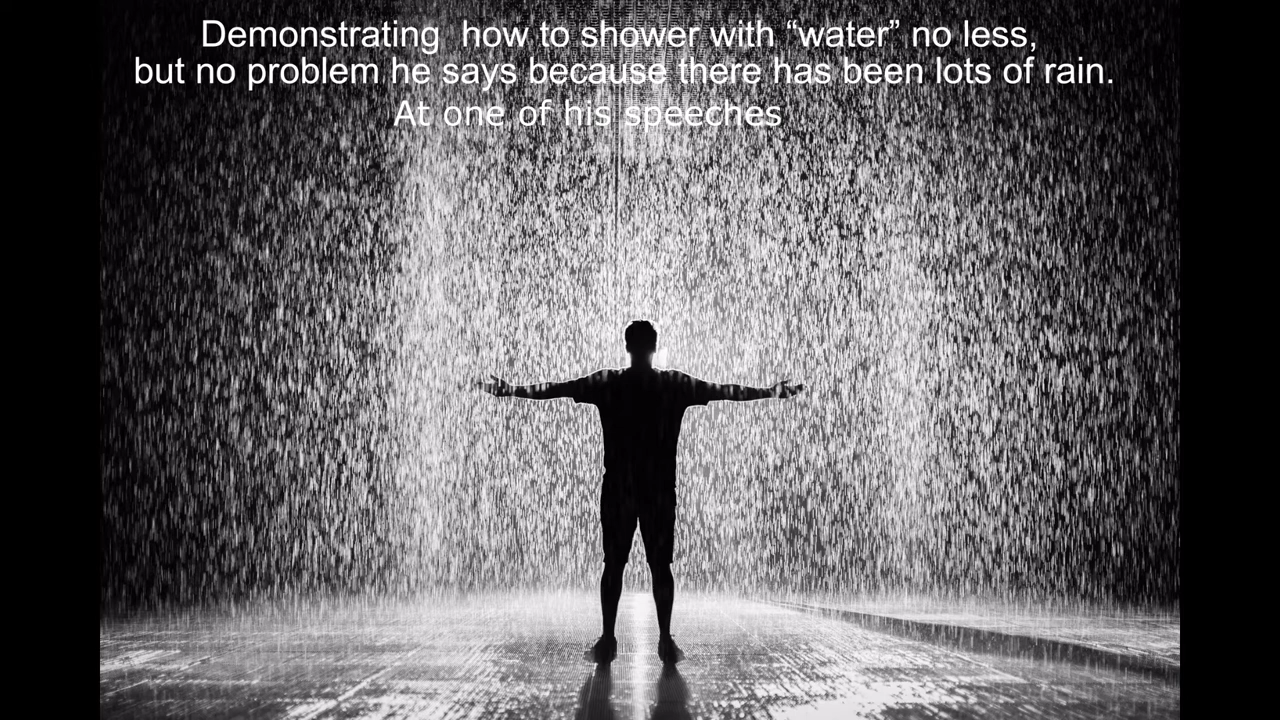 Demonstrating  how to shower with “water” no less,
but no problem he says because there has been lots of rain.
At one of his speeches